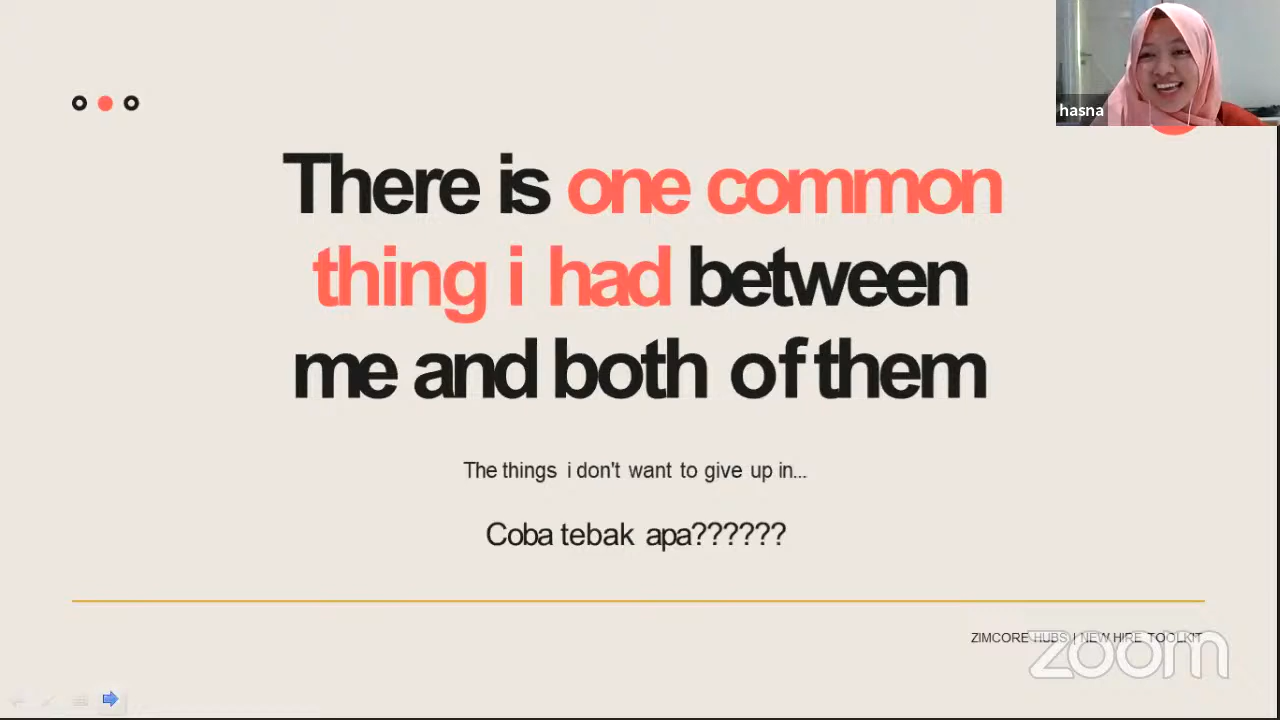 hasna
There is one common
thing i had between
me and both of them
The things i don't want to give up in...
Coba tebak apa??????
ZIMCORE HUBS | NEW HIRE TOOLKIT
zoom